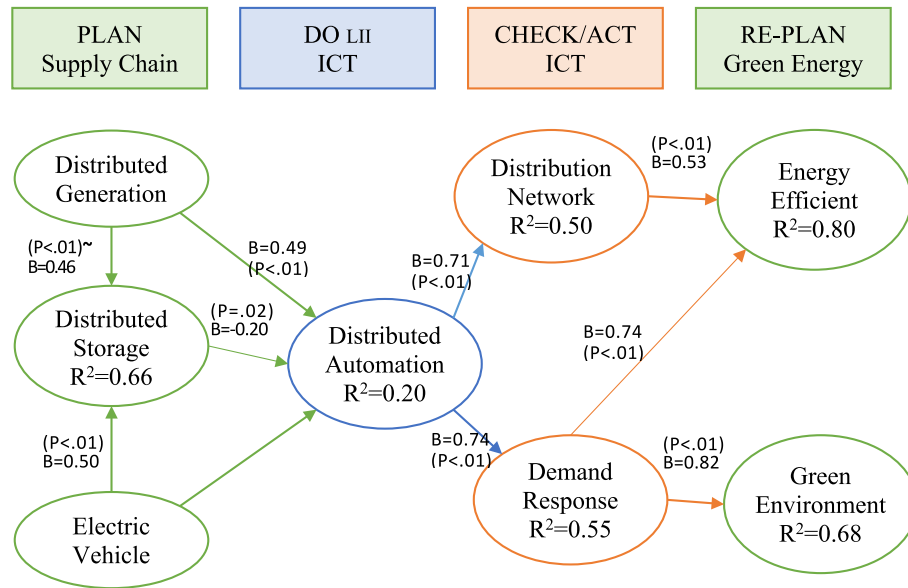 PLAN
Supply Chain
DO LII
ICT
CHECK/ACT
ICT
RE-PLAN
Green Energy
Distributed
Generation
(P<.01)~
B=0.46
B=0.49
(P<.01)
Distributed
Storage
R²=0.66
(P=.02)
B=-0.20
(P<.01)
B=0.50
Electric
Vehicle
Distributed
Automation
R²=0.20
B=0.71
(P<.01)
B=0.74
(P<.01)
Distribution
Network
R²=0.50
(P<.01)
B=0.53
Energy
Efficient
R²=0.80
B=0.74
(P<.01)
Demand
Response
R²=0.55
(P<.01)
B=0.82
Green
Environment
R²=0.68